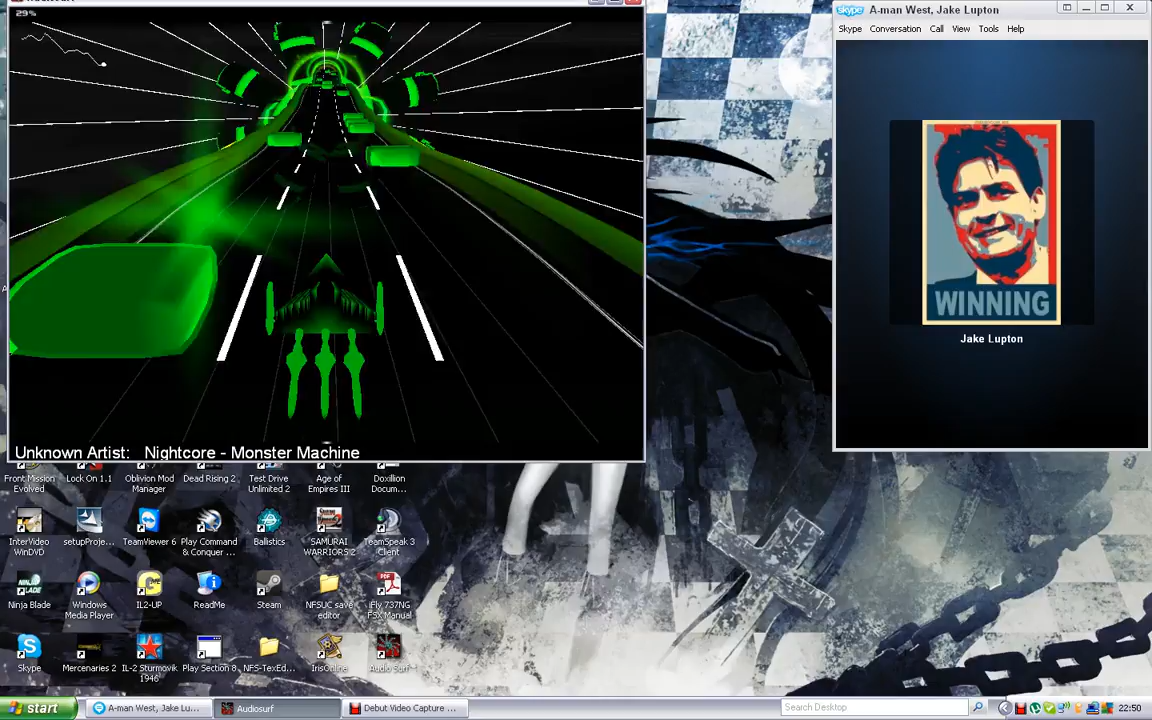 A-man West, Jake Lupton
Skype Conversation Call View Tools Help
29%
WINNING
Jake Lupton
Unknown Artist: Nightcore - Monster Machine
Front Mission Evolved
Lock On 1.1
Oblivion Mod Manager
Dead Rising 2
Test Drive Unlimited 2
Age of Empires III
Doxillion Docum...
InterVideo WinDVD
setupProje...
TeamViewer 6
Play Command & Conquer ...
Ballistics
SAMURAI WARRIORS 2
TeamSpeak 3 Client
Ninja Blade
Windows Media Player
IL2-UP
ReadMe
Steam
NFSUC save editor
iFly 737NG FSX Manual
Skype
Mercenaries 2
IL-2 Sturmovik 1946
Play Section 8
NFS-TexEd...
IrisOnline
Audio Surf
start
A-man West, Jake Lu...
Audiosurf
Debut Video Capture ...
Search Desktop
22:50